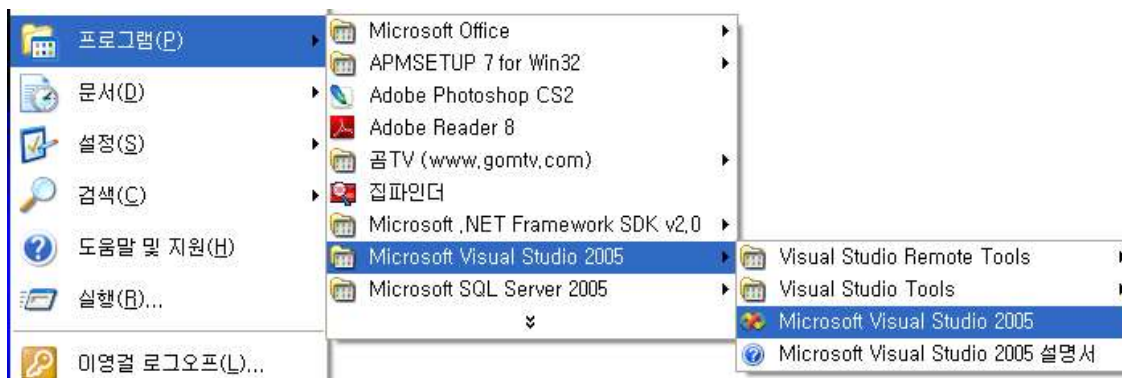 프로그램(P)
문서(D)
설정(S)
검색(C)
도움말 및 지원(H)
실행(R)...
이영걸 로그오프(L)...
Microsoft Office
APMSETUP 7 for Win32
Adobe Photoshop CS2
Adobe Reader 8
곰TV (www.gomtv.com)
집파인더
Microsoft .NET Framework SDK v2.0
Microsoft Visual Studio 2005
Microsoft SQL Server 2005
Visual Studio Remote Tools
Visual Studio Tools
Microsoft Visual Studio 2005
Microsoft Visual Studio 2005 설명서